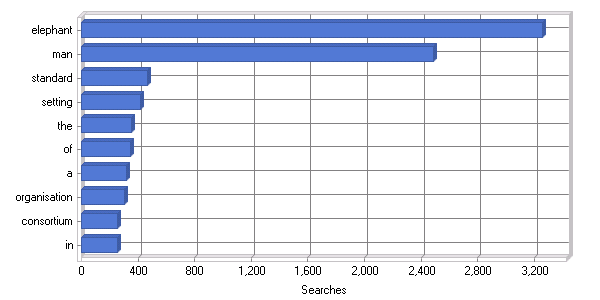 elephant
man
standard
setting
the
of
a
organisation
consortium
in
0 400 800 1,200 1,600 2,000 2,400 2,800 3,200
Searches